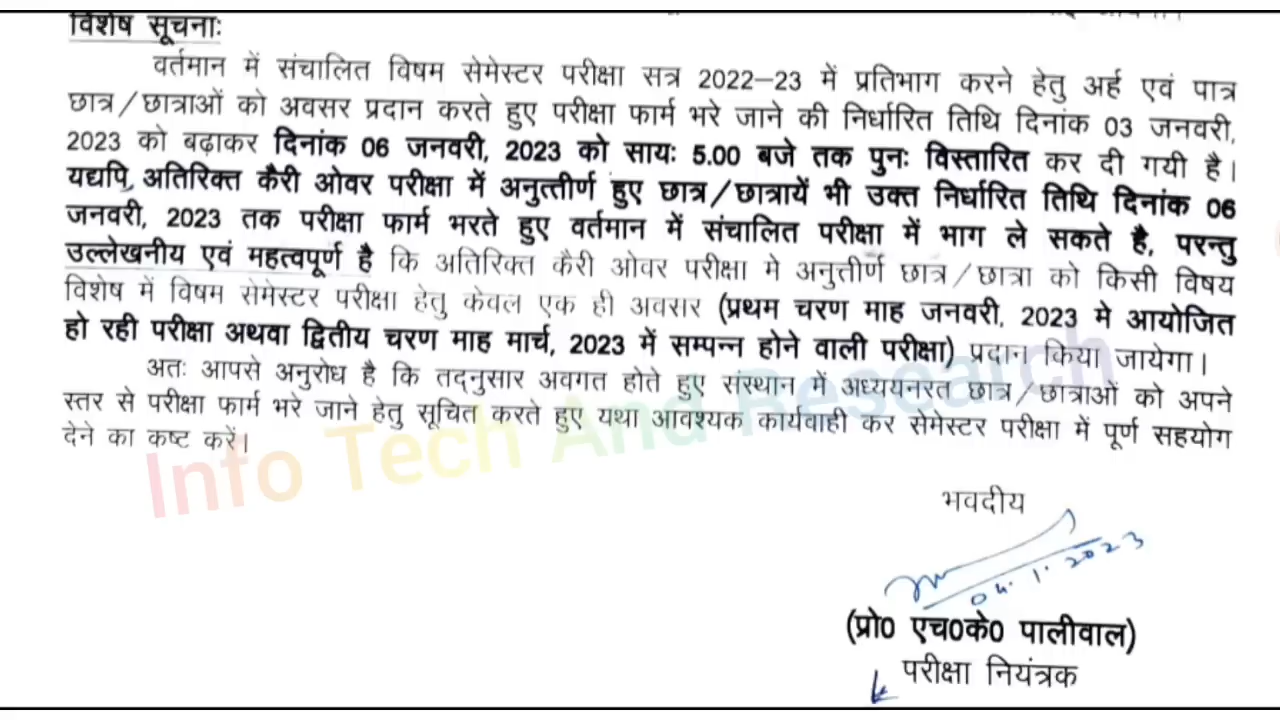 विशेष सूचनाः
वर्तमान में संचालित विषम सेमेस्टर परीक्षा सत्र 2022–23 में प्रतिभाग करने हेतु अर्ह एवं पात्र
छात्र/छात्राओं को अवसर प्रदान करते हुए परीक्षा फार्म भरे जाने की निर्धारित तिथि दिनांक 03 जनवरी,
2023 को बढ़ाकर दिनांक 06 जनवरी, 2023 को सायः 5.00 बजे तक पुनः विस्तारित कर दी गयी है।
यद्यपि, अतिरिक्त कैरी ओवर परीक्षा में अनुत्तीर्ण हुए छात्र/छात्रायें भी उक्त निर्धारित तिथि दिनांक 06
जनवरी, 2023 तक परीक्षा फार्म भरते हुए वर्तमान में संचालित परीक्षा में भाग ले सकते है, परन्तु
उल्लेखनीय एवं महत्वपूर्ण है कि अतिरिक्त कैरी ओवर परीक्षा मे अनुतीर्ण छात्र/छात्रा को किसी विषय
विशेष में विषम सेमेस्टर परीक्षा हेतु केवल एक ही अवसर (प्रथम चरण माह जनवरी, 2023 मे आयोजित
हो रही परीक्षा अथवा द्वितीय चरण माह मार्च, 2023 में सम्पन्न होने वाली परीक्षा) प्रदान किया जायेगा।
अतः आपसे अनुरोध है कि तद्नुसार अवगत होते हुए संस्थान में अध्ययनरत छात्र/छात्राओं को अपने
स्तर से परीक्षा फार्म भरे जाने हेतु सूचित करते हुए यथा आवश्यक कार्यवाही कर सेमेस्टर परीक्षा में पूर्ण सहयोग
देने का कष्ट करें।
Info Tech And Research
भवदीय
04.1.2023
(प्रो0 एच0के0 पालीवाल)
परीक्षा नियंत्रक